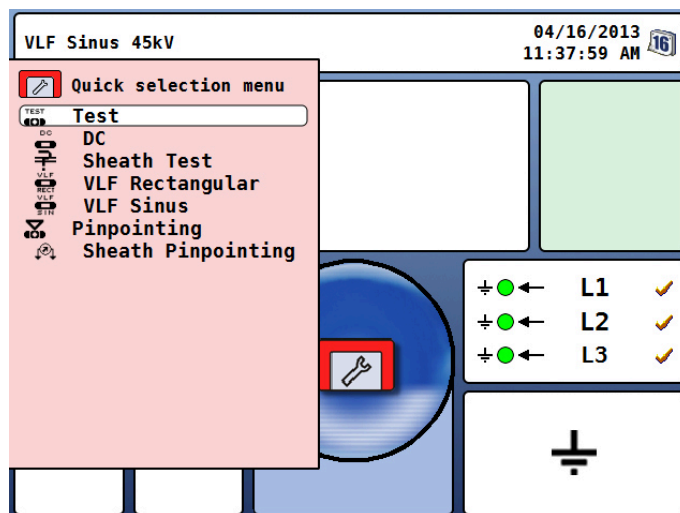 VLF Sinus 45kV
04/16/2013
11:37:59 AM
16
Quick selection menu
TEST
Test
DC
DC
Sheath Test
VLF
RECT
VLF Rectangular
VLF
SIN
VLF Sinus
Pinpointing
Sheath Pinpointing
L1
L2
L3